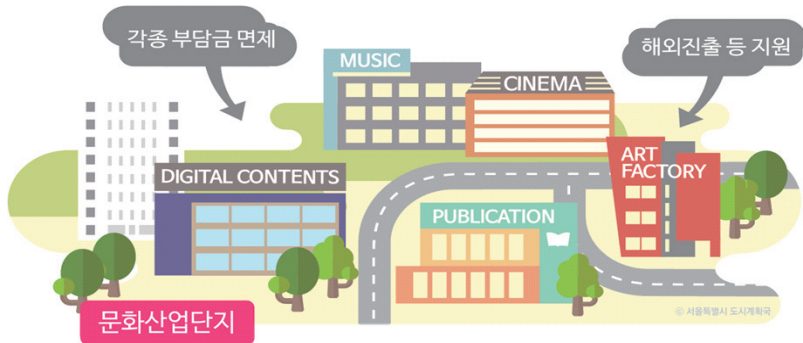 각종 부담금 면제
해외진출 등 지원
MUSIC
CINEMA
DIGITAL CONTENTS
ART
FACTORY
PUBLICATION
문화산업단지
© 서울특별시 도시계획국